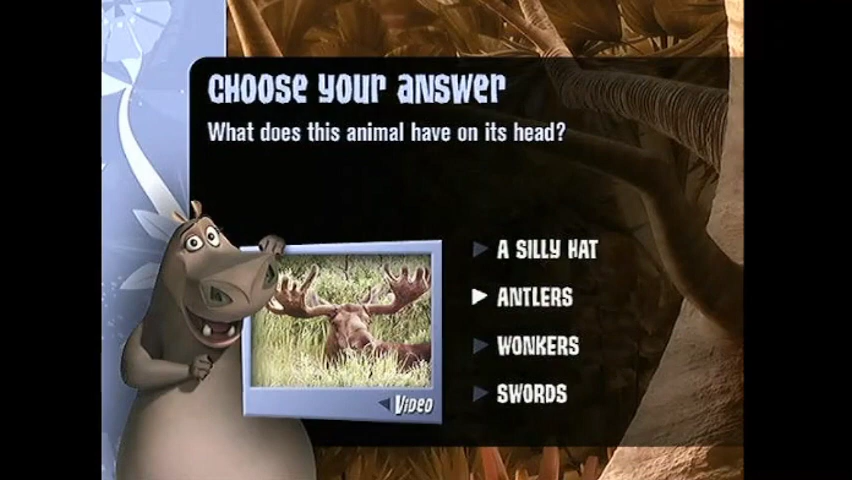 CHOOSE YOUR ANSWER
What does this animal have on its head?
A SILLY HAT
ANTLERS
WONKERS
SWORDS
VIDEO